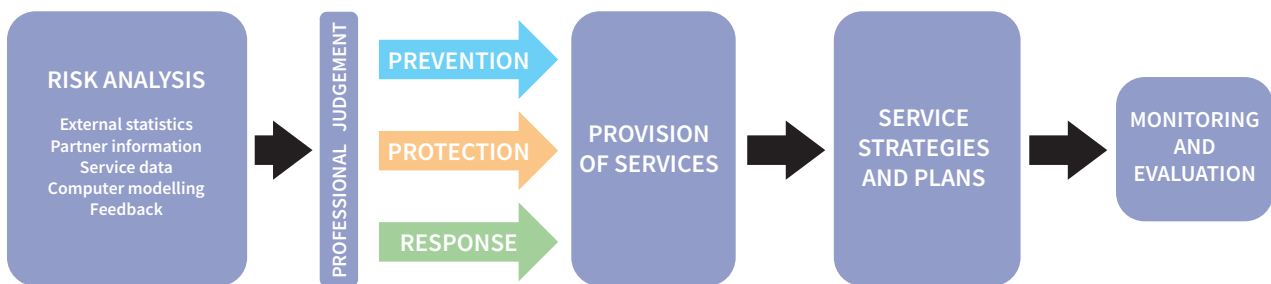 RISK ANALYSIS
External statistics
Partner information
Service data
Computer modelling
Feedback
PROFESSIONAL JUDGEMENT
PREVENTION
PROTECTION
RESPONSE
PROVISION
OF SERVICES
SERVICE
STRATEGIES
AND PLANS
MONITORING
AND
EVALUATION